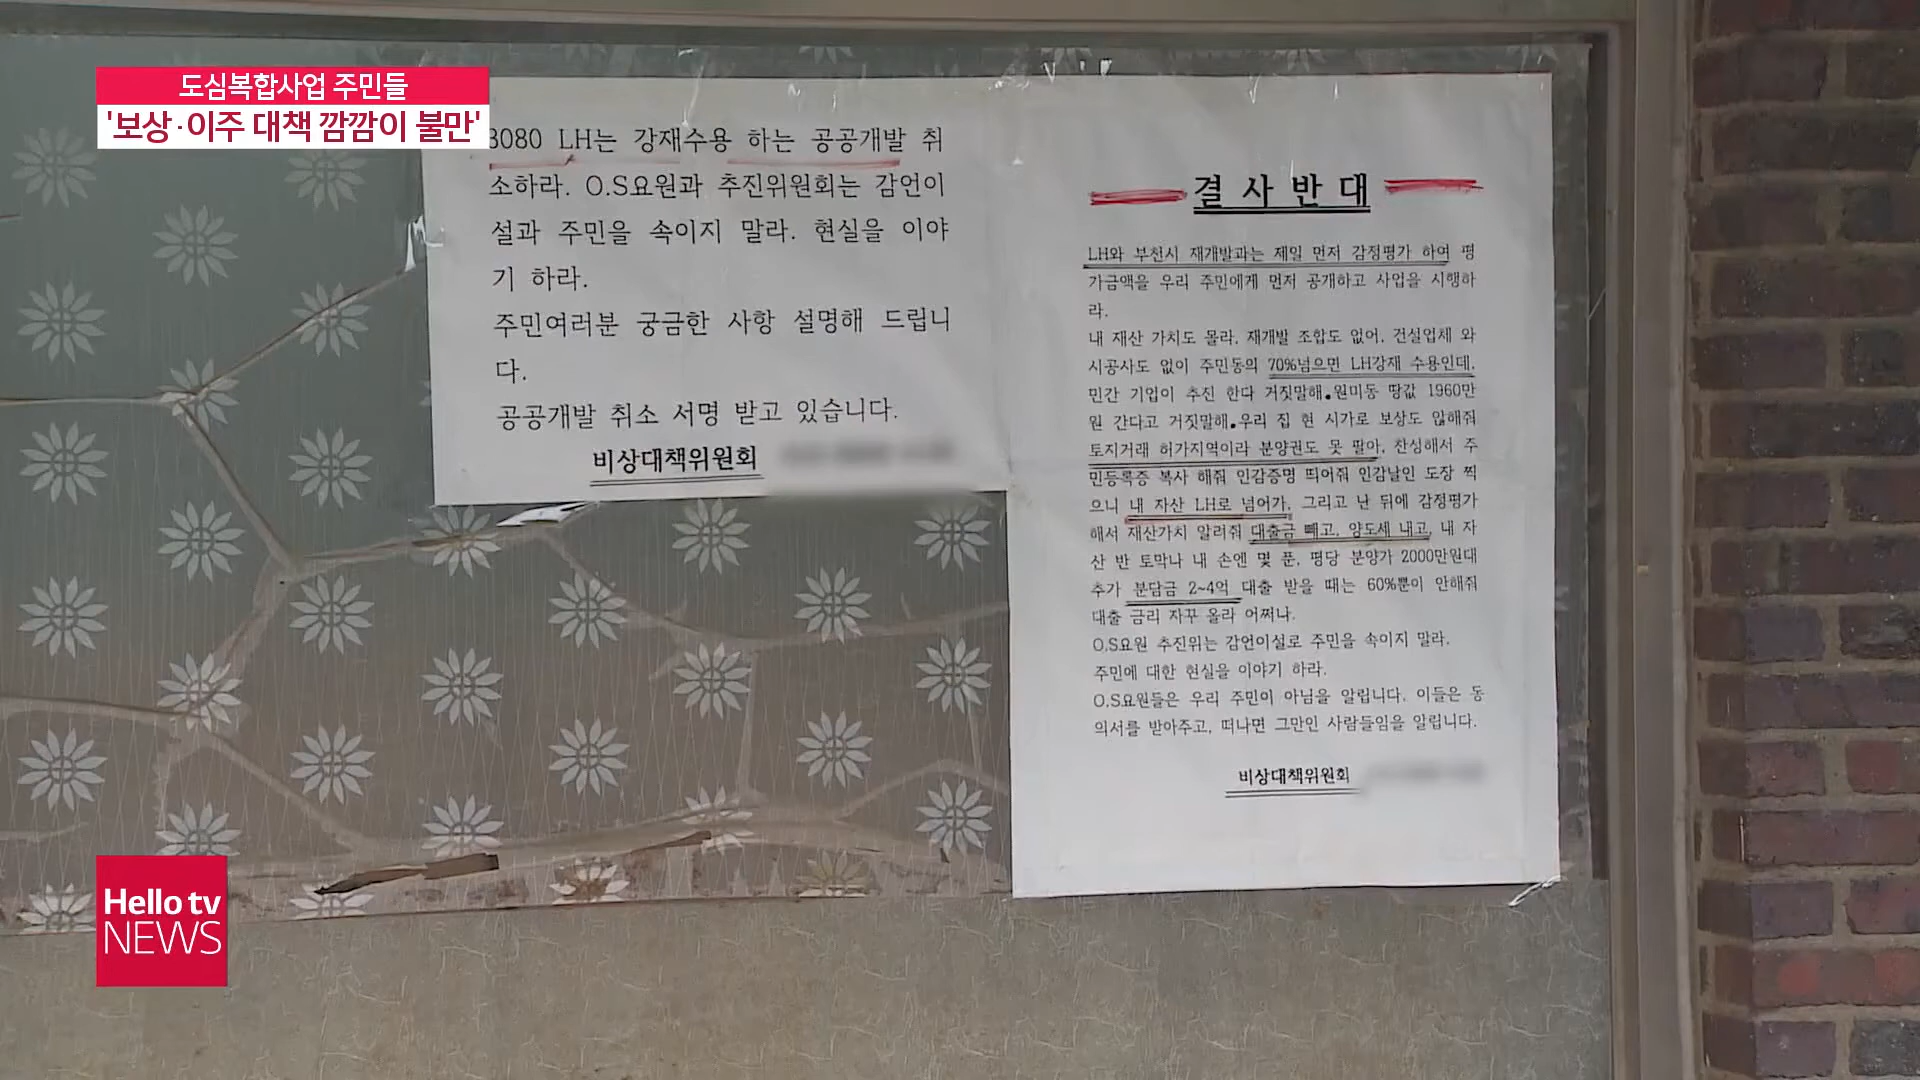 도심복합사업 주민들
'보상·이주 대책 깜깜이 불만'
3080 LH는 강재수용 하는 공공개발 취
소하라. O.S요원과 추진위원회는 감언이
설과 주민을 속이지 말라. 현실을 이야
기 하라.
주민여러분 궁금한 사항 설명해 드립니
다.
공공개발 취소 서명 받고 있습니다.
비상대책위원회
결 사 반 대
LH와 부천시 재개발과는 제일 먼저 감정평가 하여 평
가금액을 우리 주민에게 먼저 공개하고 사업을 시행하
라.
내 재산 가치도 몰라. 재개발 조합도 없어. 건설업체 와
시공사도 없이 주민동의 70%넘으면 LH강재 수용인데.
민간 기업이 추진 한다 거짓말해.원미동 땅값 1960만
원 간다고 거짓말해.우리 집 현 시가로 보상도 않해줘
토지거래 허가지역이라 분양권도 못 팔아, 찬성해서 주
민등록증 복사 해줘 인감증명 띄어줘 인감날인 도장 찍
으니 내 자산 LH로 넘어가, 그리고 난 뒤에 감정평가
해서 재산가치 알려줘 대출금 빼고, 양도세 내고, 내 자
산 반 토막나 내 손엔 몇 푼, 평당 분양가 2000만원대
추가 분담금 2~4억 대출 받을 때는 60%뿐이 안해줘
대출 금리 자꾸 올라 어쩌나.
O.S요원 추진위는 감언이설로 주민을 속이지 말라.
주민에 대한 현실을 이야기 하라.
O.S요원들은 우리 주민이 아님을 알립니다. 이들은 동
의서를 받아주고, 떠나면 그만인 사람들임을 알립니다.
비상대책위원회
Hello tv
NEWS